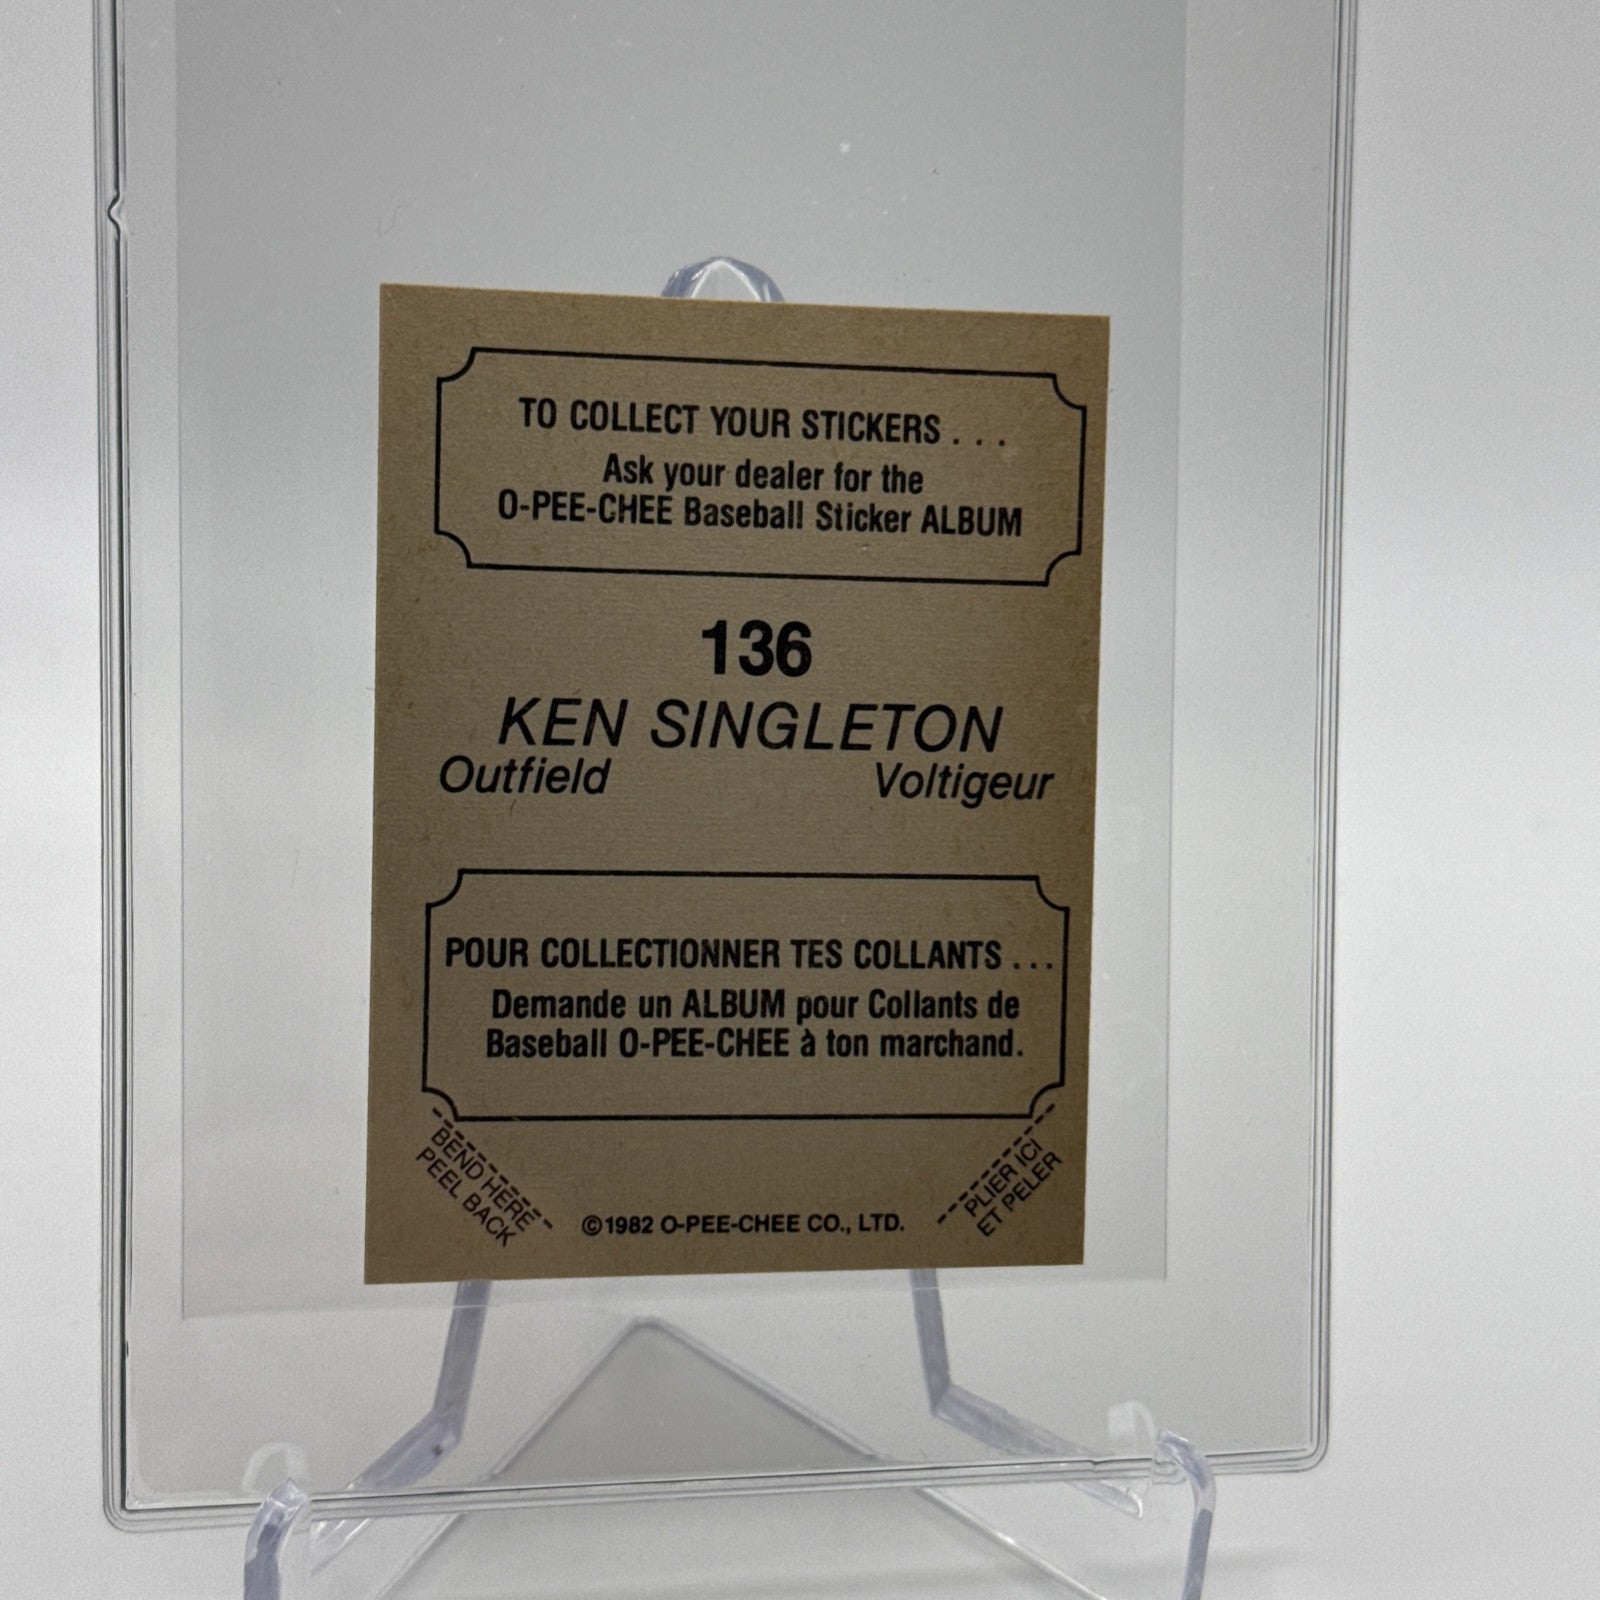 TO COLLECT YOUR STICKERS . . .
Ask your dealer for the
O-PEE-CHEE Baseball Sticker ALBUM
136
KEN SINGLETON
Outfield Voltigeur
POUR COLLECTIONNER TES COLLANTS . . .
Demande un ALBUM pour Collants de
Baseball O-PEE-CHEE à ton marchand.
BEND HERE
PEEL BACK
©1982 O-PEE-CHEE CO., LTD.
PLIER ICI
ET PELER